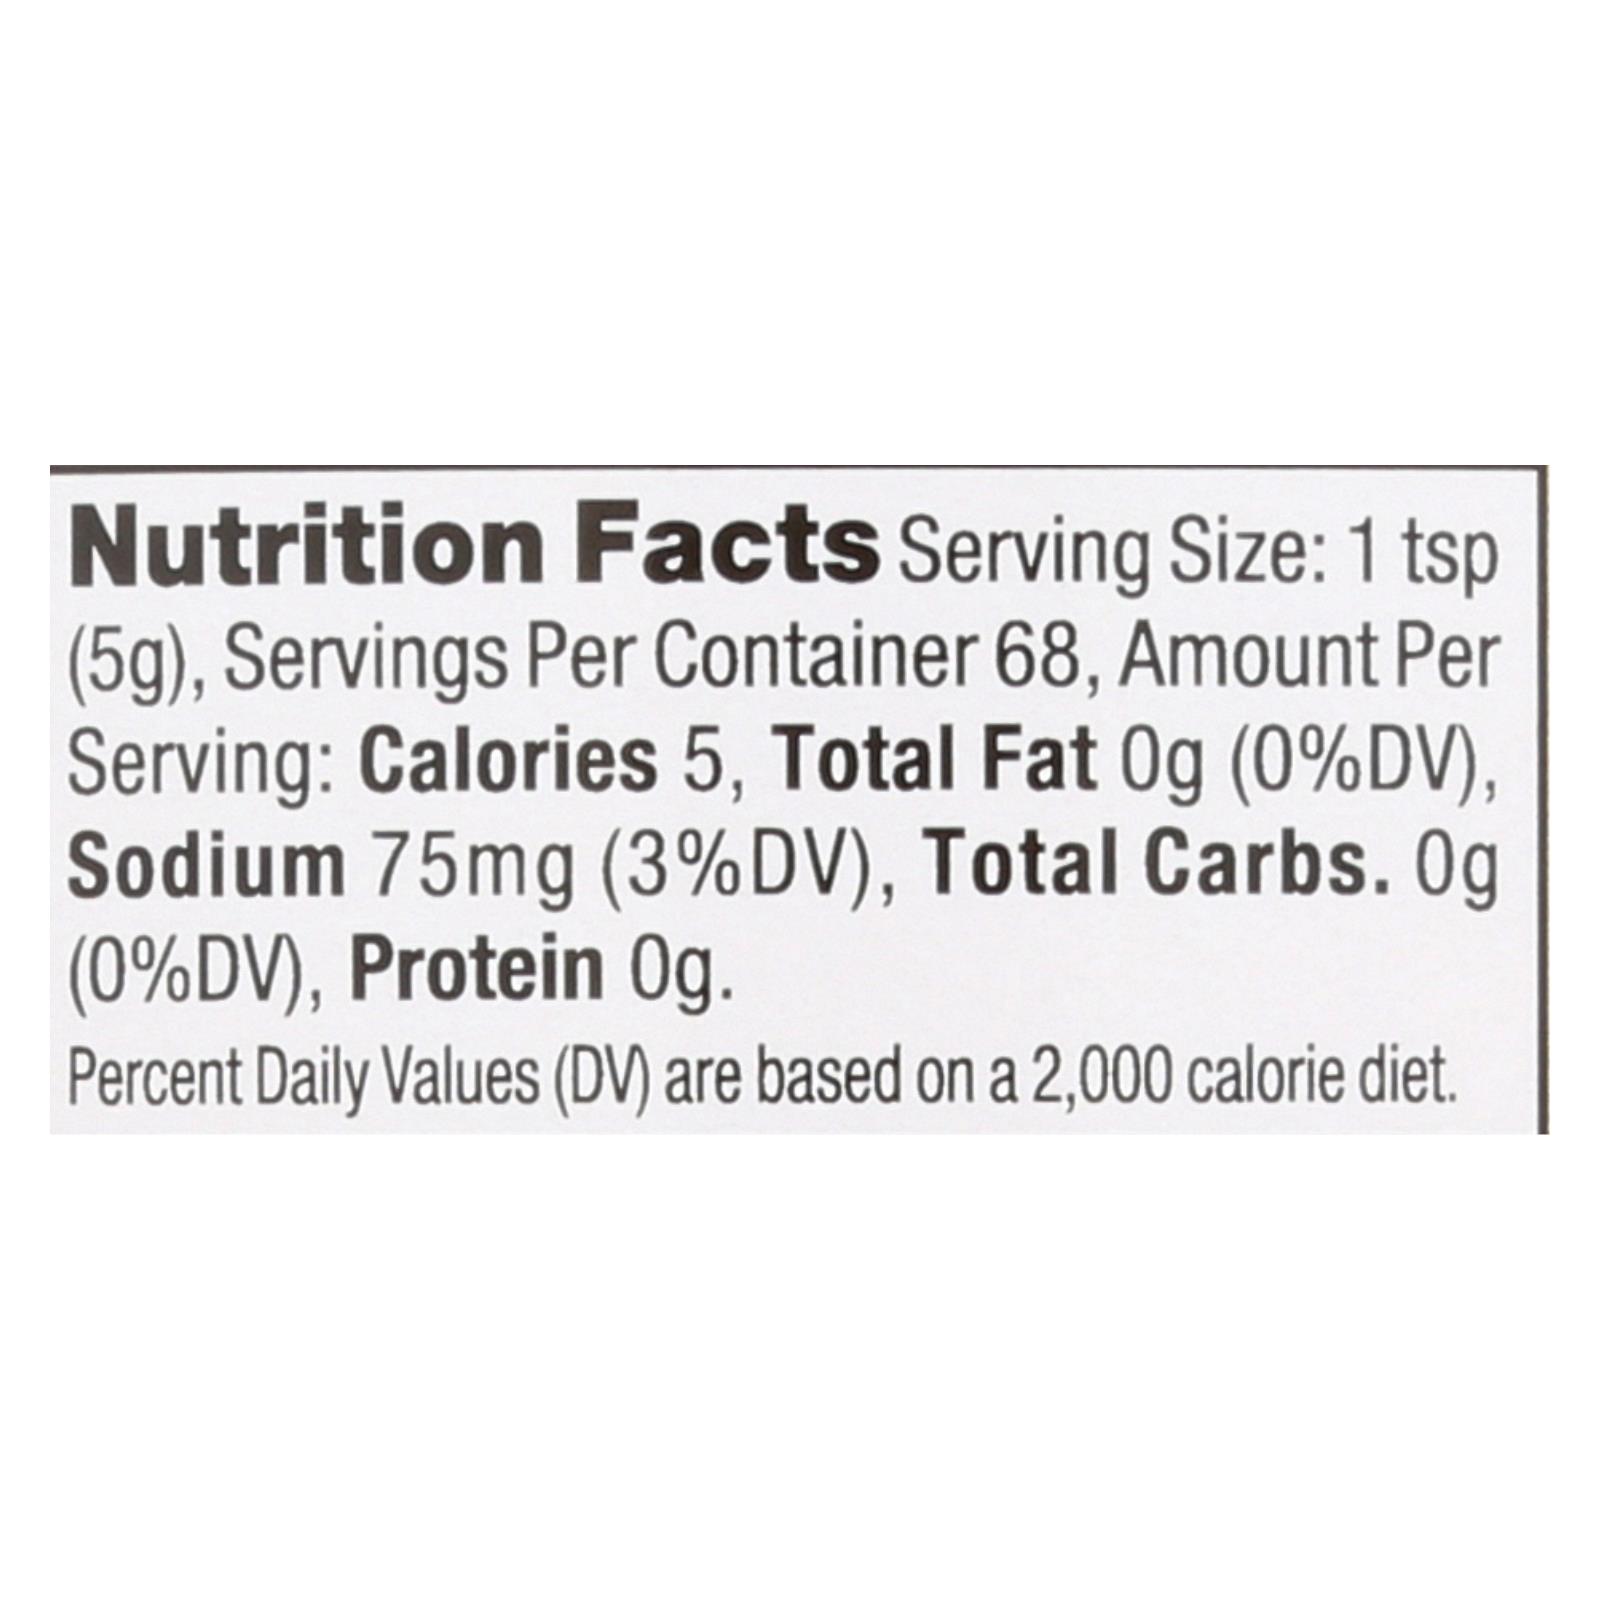 Nutrition Facts Serving Size: 1 tsp
(5g), Servings Per Container 68, Amount Per
Serving: Calories 5, Total Fat 0g (0%DV),
Sodium 75mg (3%DV), Total Carbs. 0g
(0%DV), Protein 0g.
Percent Daily Values (DV) are based on a 2,000 calorie diet.